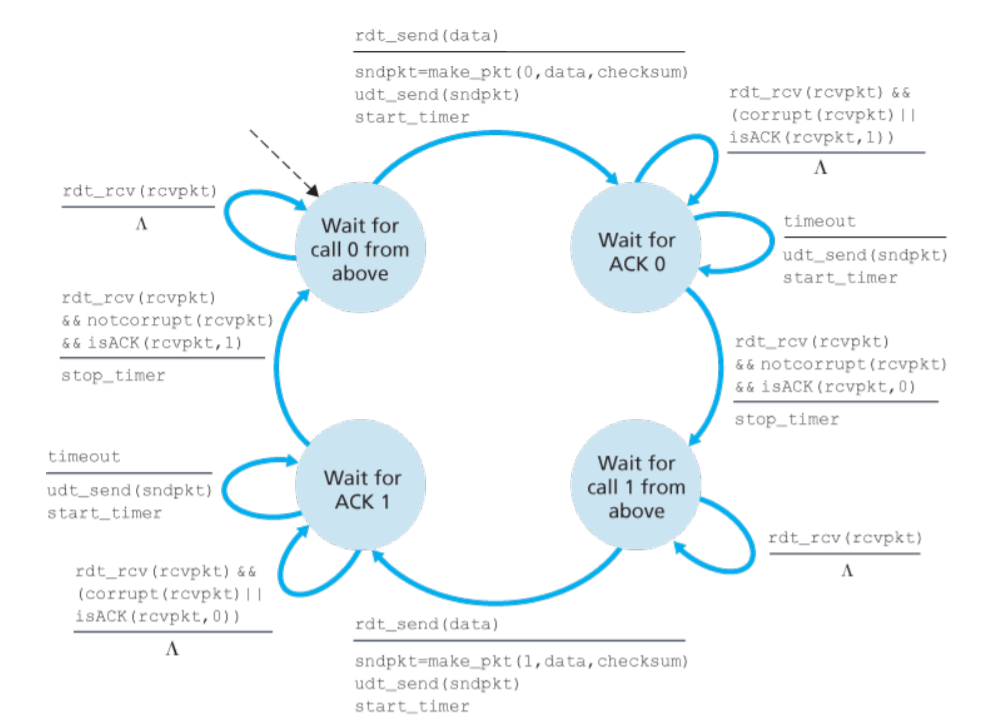 rdt_send(data)
sndpkt=make_pkt(0,data,checksum)
udt_send(sndpkt)
start_timer
rdt_rcv(rcvpkt) &&
(corrupt(rcvpkt)||
isACK(rcvpkt,1))
Λ
rdt_rcv(rcvpkt)
Λ
Wait for
call 0 from
above
Wait for
ACK 0
timeout
udt_send(sndpkt)
start_timer
rdt_rcv(rcvpkt)
&& notcorrupt(rcvpkt)
&& isACK(rcvpkt,1)
stop_timer
rdt_rcv(rcvpkt)
&& notcorrupt(rcvpkt)
&& isACK(rcvpkt,0)
stop_timer
timeout
udt_send(sndpkt)
start_timer
Wait for
ACK 1
Wait for
call 1 from
above
rdt_rcv(rcvpkt)
Λ
rdt_rcv(rcvpkt) &&
(corrupt(rcvpkt)||
isACK(rcvpkt,0))
Λ
rdt_send(data)
sndpkt=make_pkt(1,data,checksum)
udt_send(sndpkt)
start_timer